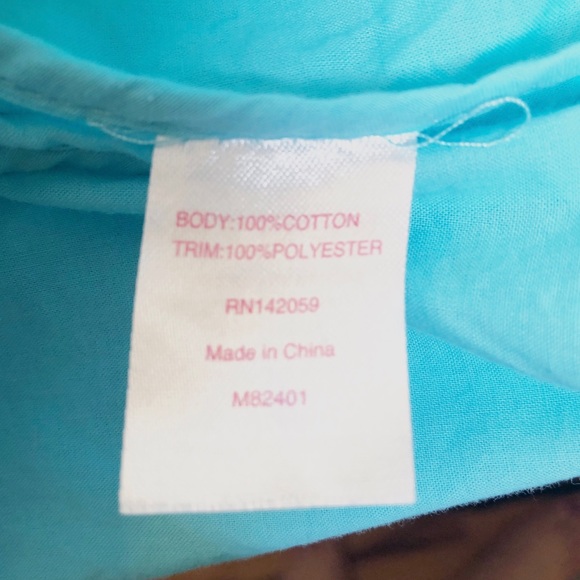 BODY:100%COTTON
TRIM:100%POLYESTER
RN142059
Made in China
M82401